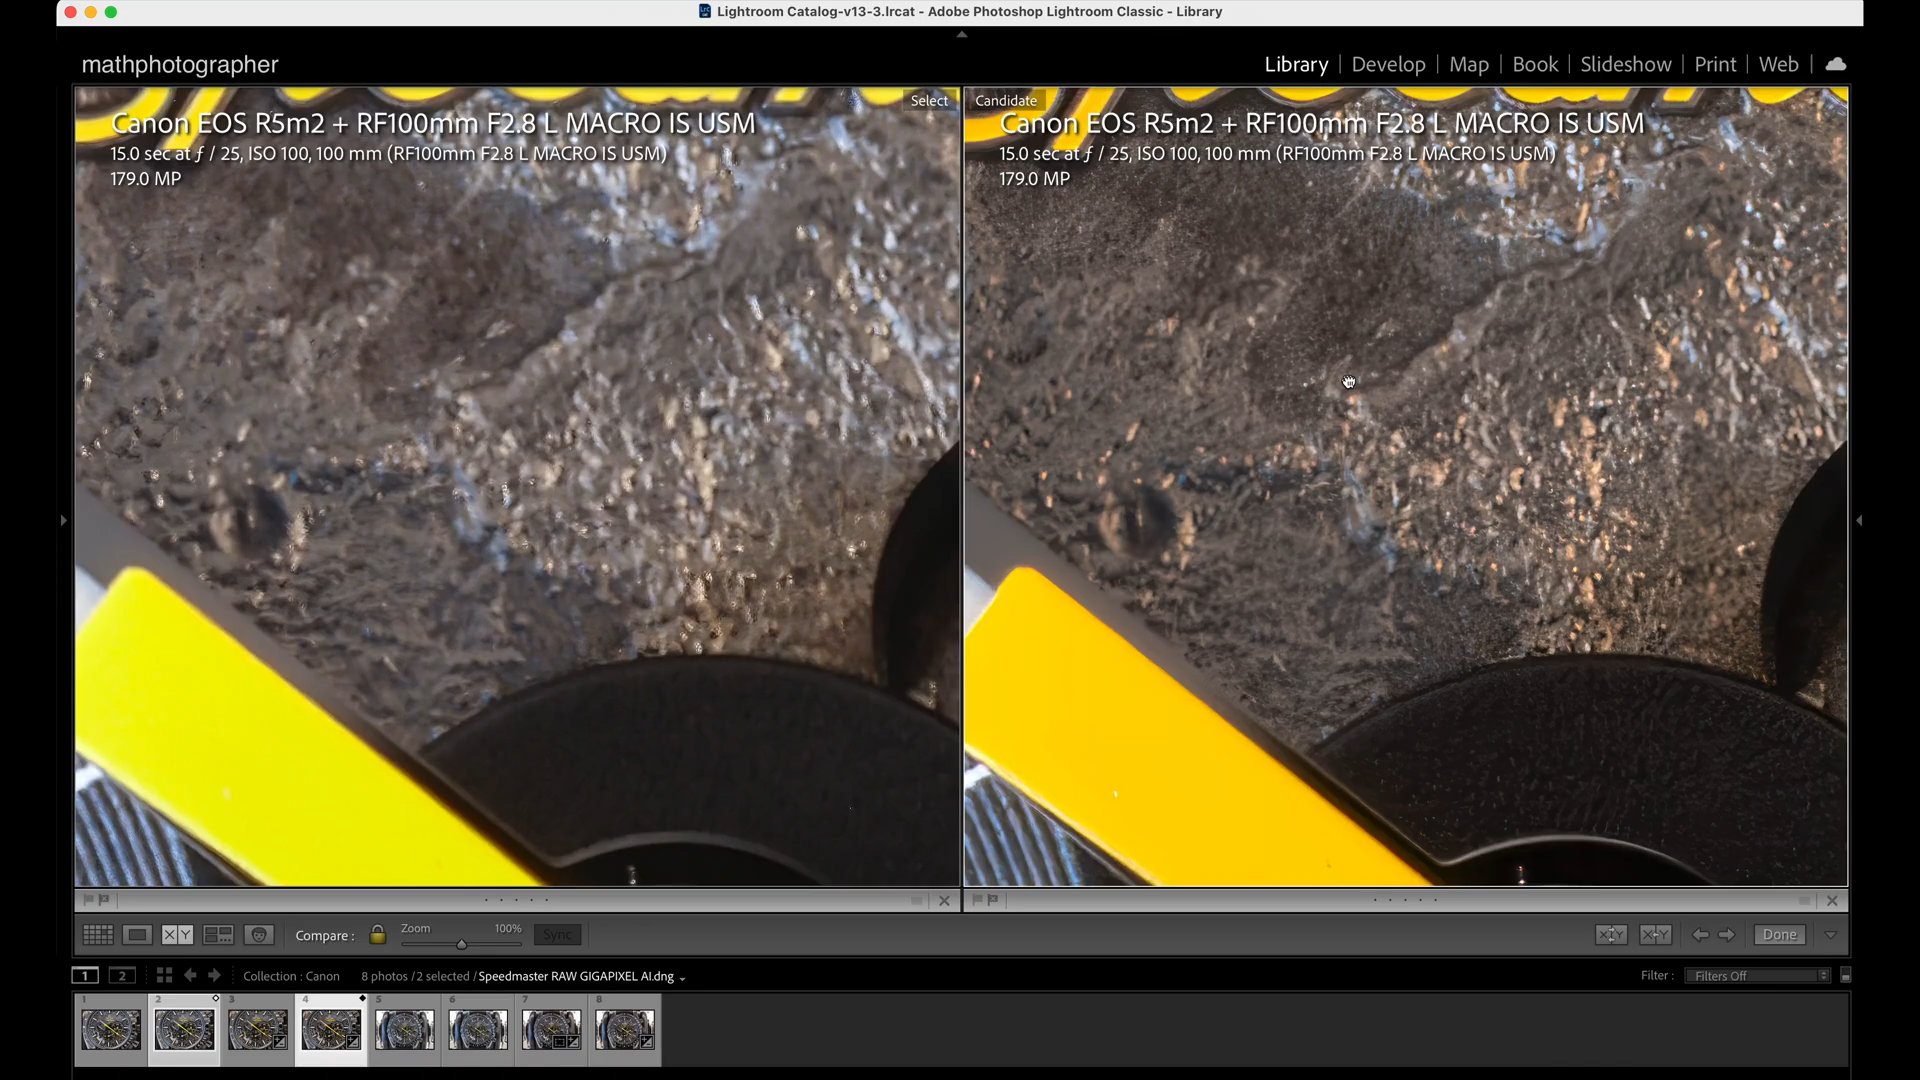 Lightroom Catalog-v13-3.lrcat - Adobe Photoshop Lightroom Classic - Library
mathphotographer
Library | Develop | Map | Book | Slideshow | Print | Web |
Select
Candidate
Canon EOS R5m2 + RF100mm F2.8 L MACRO IS USM
15.0 sec at ƒ / 25, ISO 100, 100 mm (RF100mm F2.8 L MACRO IS USM)
179.0 MP
Canon EOS R5m2 + RF100mm F2.8 L MACRO IS USM
15.0 sec at ƒ / 25, ISO 100, 100 mm (RF100mm F2.8 L MACRO IS USM)
179.0 MP
X Y
Compare :
Zoom 100%
Sync
Done
1 2
Collection : Canon
8 photos / 2 selected / Speedmaster RAW GIGAPIXEL AI.dng
Filter : Filters Off
1 2 3 4 5 6 7 8